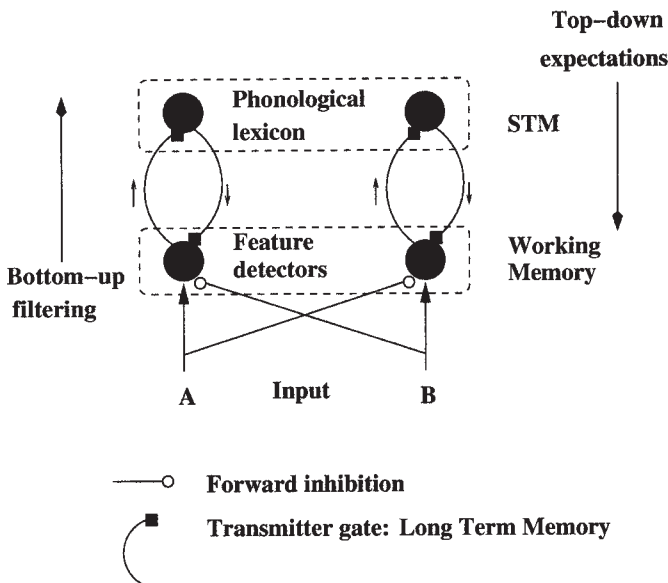 Top–down
expectations
Phonological
lexicon
STM
Feature
detectors
Working
Memory
Bottom–up
filtering
A
Input
B
Forward inhibition
Transmitter gate: Long Term Memory